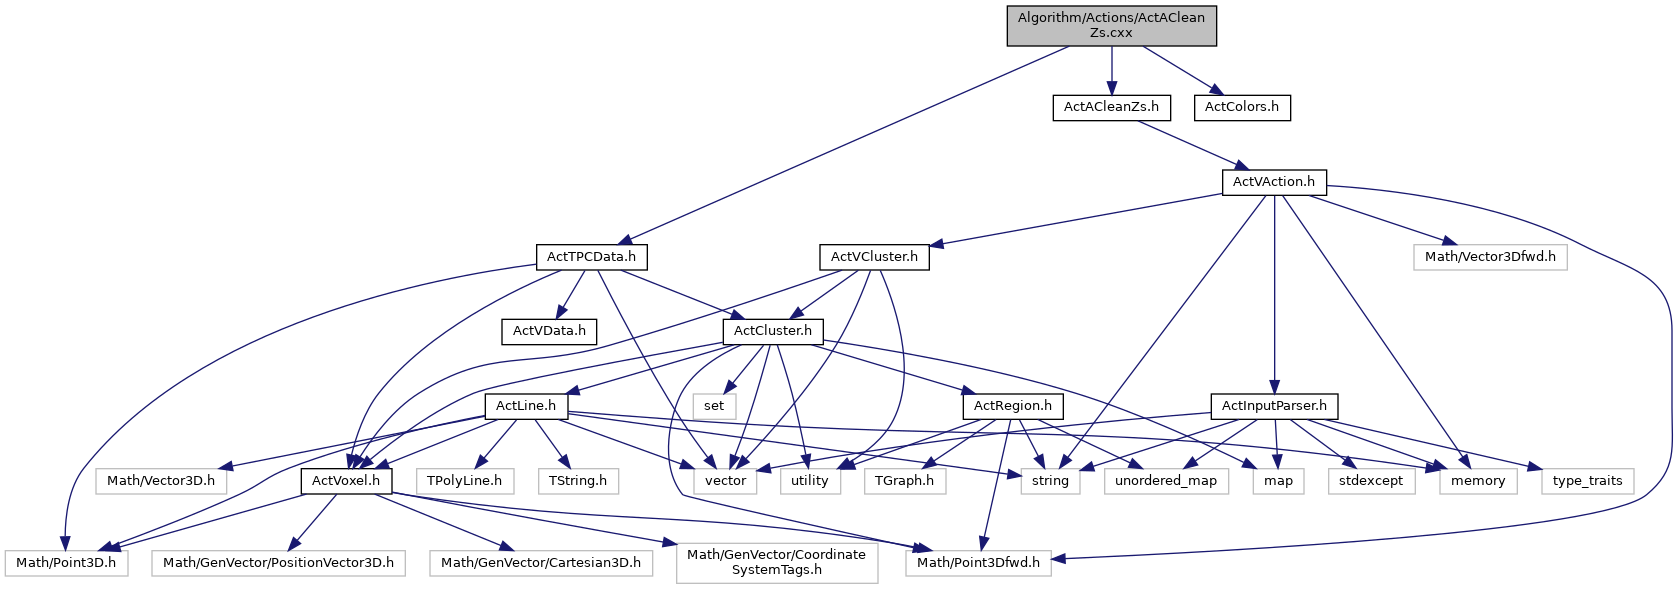 Algorithm/Actions/ActAClean
Zs.cxx
ActACleanZs.h
ActColors.h
ActVAction.h
ActTPCData.h
ActVCluster.h
Math/Vector3Dfwd.h
ActVData.h
ActCluster.h
ActLine.h
set
ActRegion.h
ActInputParser.h
Math/Vector3D.h
ActVoxel.h
TPolyLine.h
TString.h
vector
utility
TGraph.h
string
unordered_map
map
stdexcept
memory
type_traits
Math/Point3D.h
Math/GenVector/PositionVector3D.h
Math/GenVector/Cartesian3D.h
Math/GenVector/Coordinate
SystemTags.h
Math/Point3Dfwd.h